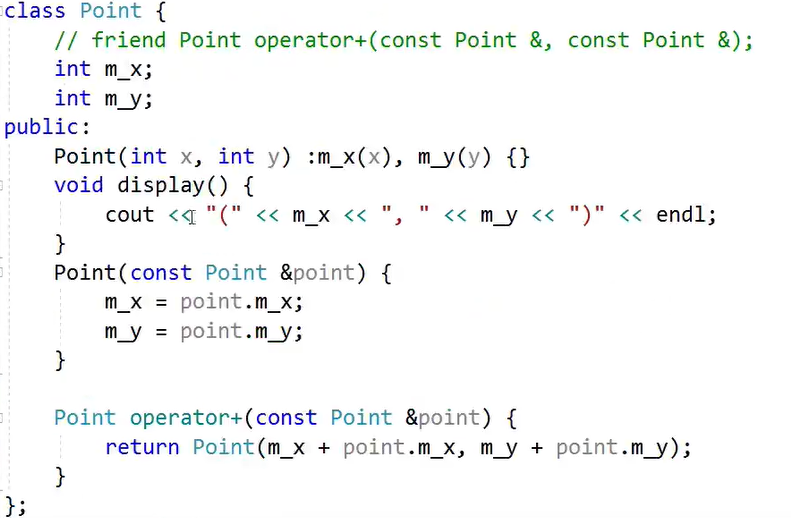 class Point {
    // friend Point operator+(const Point &, const Point &);
    int m_x;
    int m_y;
public:
    Point(int x, int y) :m_x(x), m_y(y) {}
    void display() {
        cout << "(" << m_x << ", " << m_y << ")" << endl;
    }
    Point(const Point &point) {
        m_x = point.m_x;
        m_y = point.m_y;
    }

    Point operator+(const Point &point) {
        return Point(m_x + point.m_x, m_y + point.m_y);
    }
};